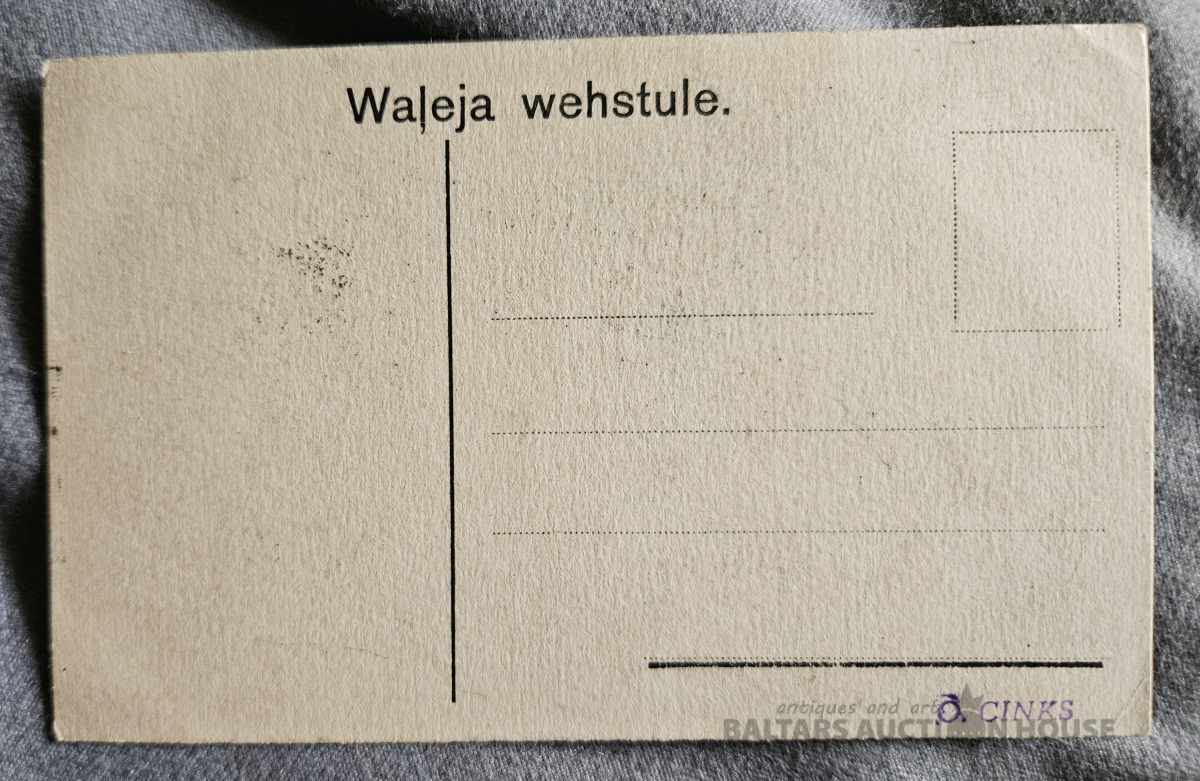 Waļeja wehstule.
antiques and art
BALTARS AUCTION HOUSE
O. CINKS